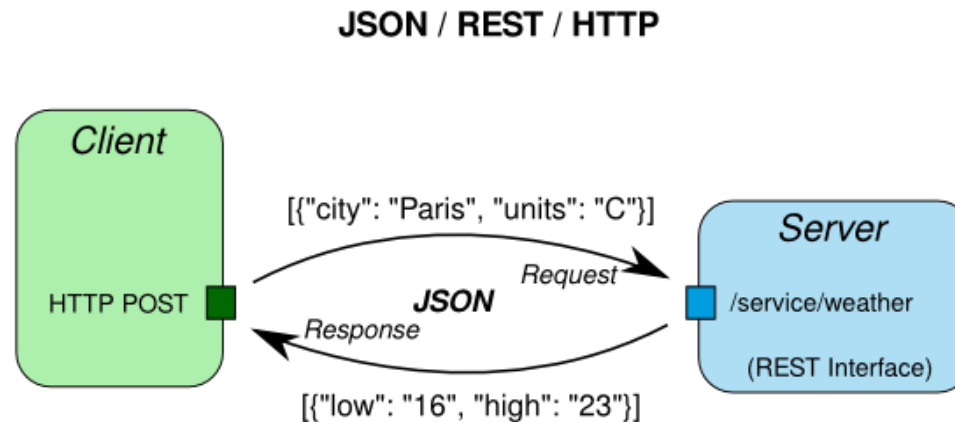 JSON / REST / HTTP
Client
[{"city": "Paris", "units": "C"}]
Server
Request
HTTP POST
JSON
/service/weather
Response
(REST Interface)
[{"low": "16", "high": "23"}]